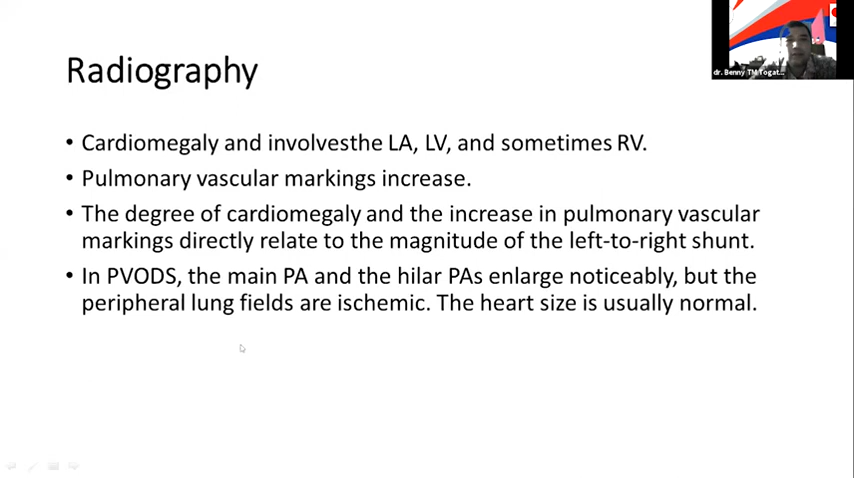 dr. Benny TM Togat...
Radiography
• Cardiomegaly and involvesthe LA, LV, and sometimes RV.
• Pulmonary vascular markings increase.
• The degree of cardiomegaly and the increase in pulmonary vascular
markings directly relate to the magnitude of the left-to-right shunt.
• In PVODS, the main PA and the hilar PAs enlarge noticeably, but the
peripheral lung fields are ischemic. The heart size is usually normal.